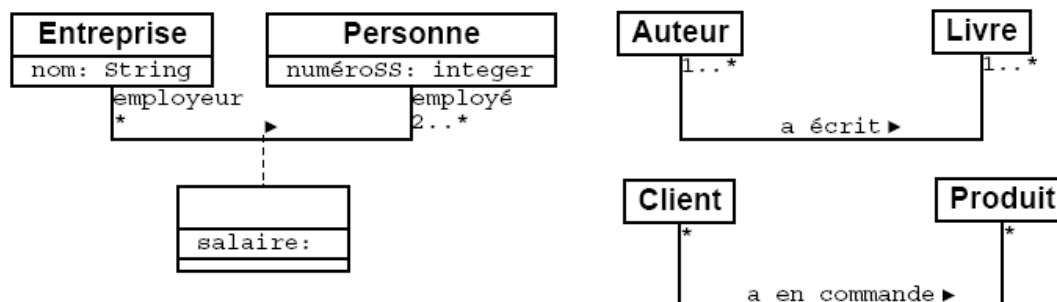 Entreprise
nom: String
employeur
*
Personne
numéroSS: integer
employé
2..*
salaire:
Auteur
1..*
Livre
1..*
a écrit ►
Client
*
Produit
*
a en commande ►